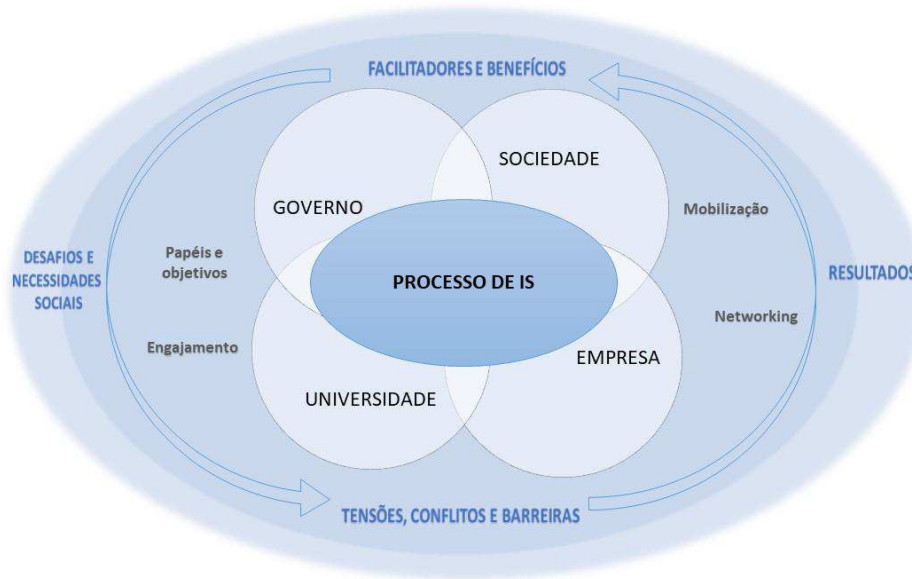 FACILITADORES E BENEFÍCIOS
SOCIEDADE
GOVERNO
Mobilização
Papéis e
objetivos
DESAFIOS E
NECESSIDADES
SOCIAIS
PROCESSO DE IS
RESULTADOS
Networking
Engajamento
EMPRESA
UNIVERSIDADE
TENSÕES, CONFLITOS E BARREIRAS